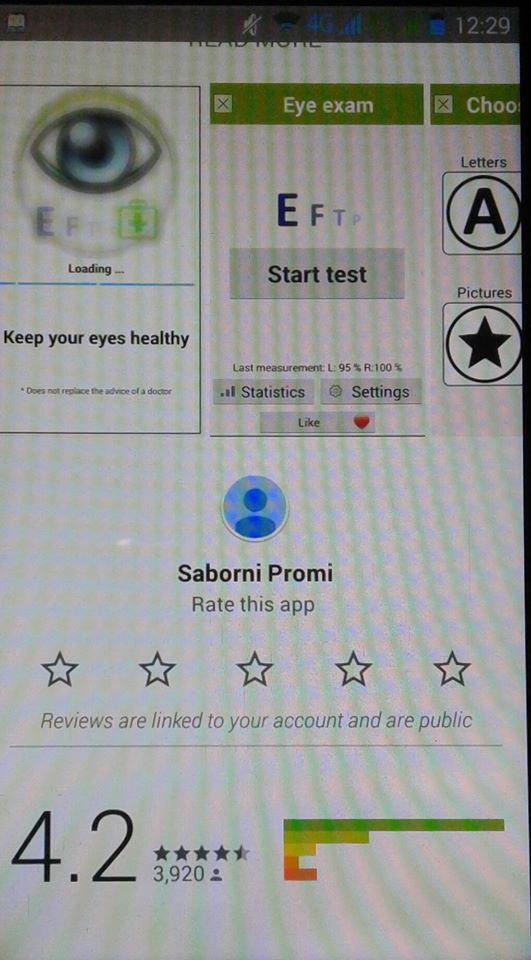 4G 12:29
READ MORE
E F T
Loading ...
Keep your eyes healthy
* Does not replace the advice of a doctor
Eye exam
E F T P
Start test
Last measurement: L: 95 % R:100 %
Statistics Settings
Like
Choo
Letters
A
Pictures
Saborni Promi
Rate this app
Reviews are linked to your account and are public
4.2
3,920